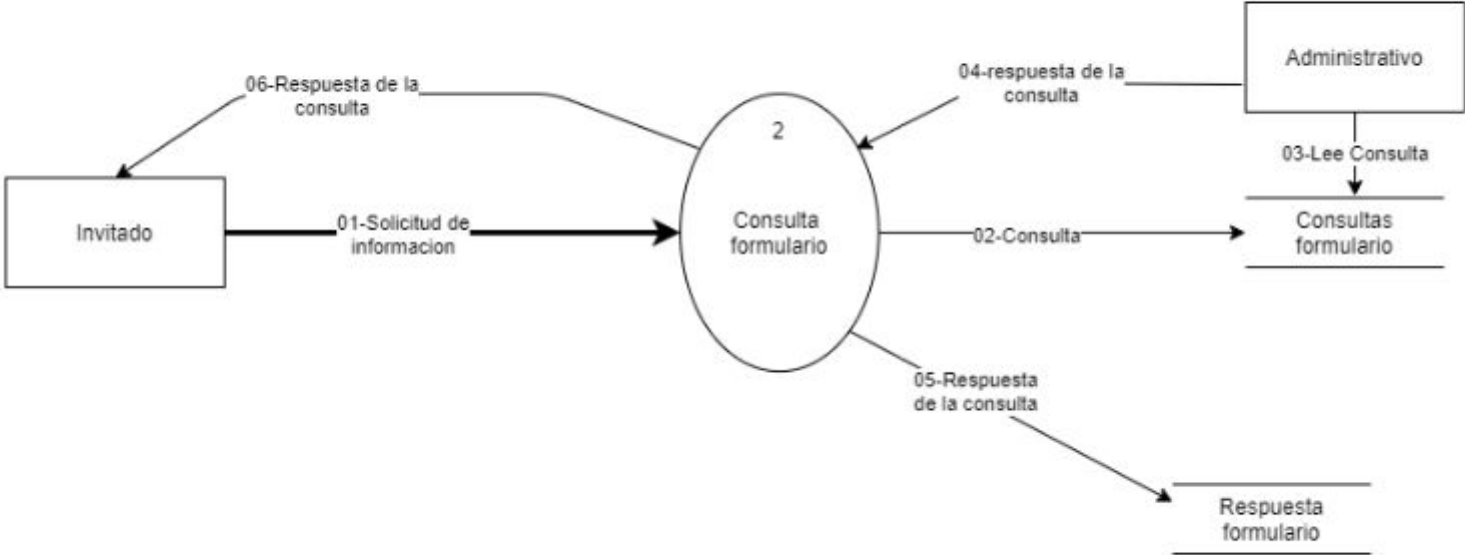 Administrativo
04-respuesta de la
consulta
06-Respuesta de la
consulta
2
03-Lee Consulta
Invitado
01-Solicitud de
informacion
Consulta
formulario
02-Consulta
Consultas
formulario
05-Respuesta
de la consulta
Respuesta
formulario